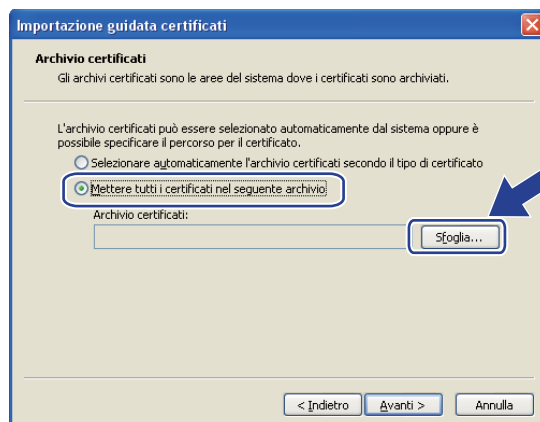 Importazione guidata certificati
Archivio certificati
Gli archivi certificati sono le aree del sistema dove i certificati sono archiviati.
L'archivio certificati può essere selezionato automaticamente dal sistema oppure è
possibile specificare il percorso per il certificato.
Selezionare automaticamente l'archivio certificati secondo il tipo di certificato
Mettere tutti i certificati nel seguente archivio
Archivio certificati:
Sfoglia...
< Indietro Avanti > Annulla